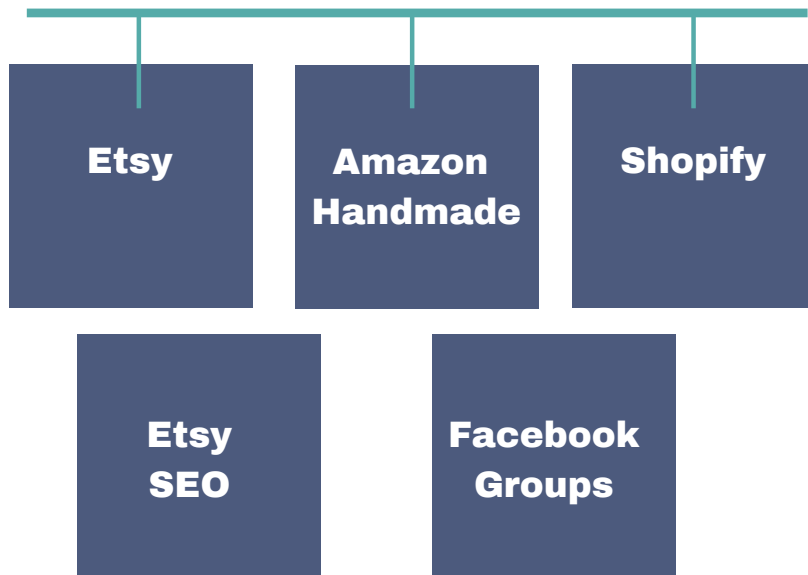 Etsy
Amazon
Handmade
Shopify
Etsy
SEO
Facebook
Groups